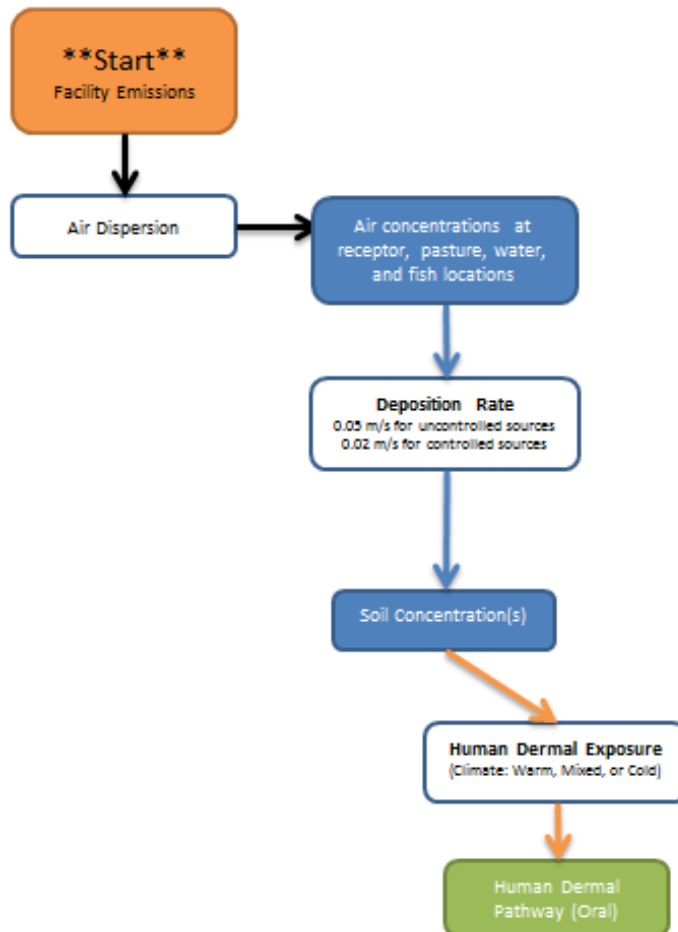 **Start**
Facility Emissions
Air Dispersion
Air concentrations at
receptor, pasture, water,
and fish locations
Deposition Rate
0.05 m/s for uncontrolled sources
0.02 m/s for controlled sources
Soil Concentration(s)
Human Dermal Exposure
(Climate: Warm, Mixed, or Cold)
Human Dermal
Pathway (Oral)